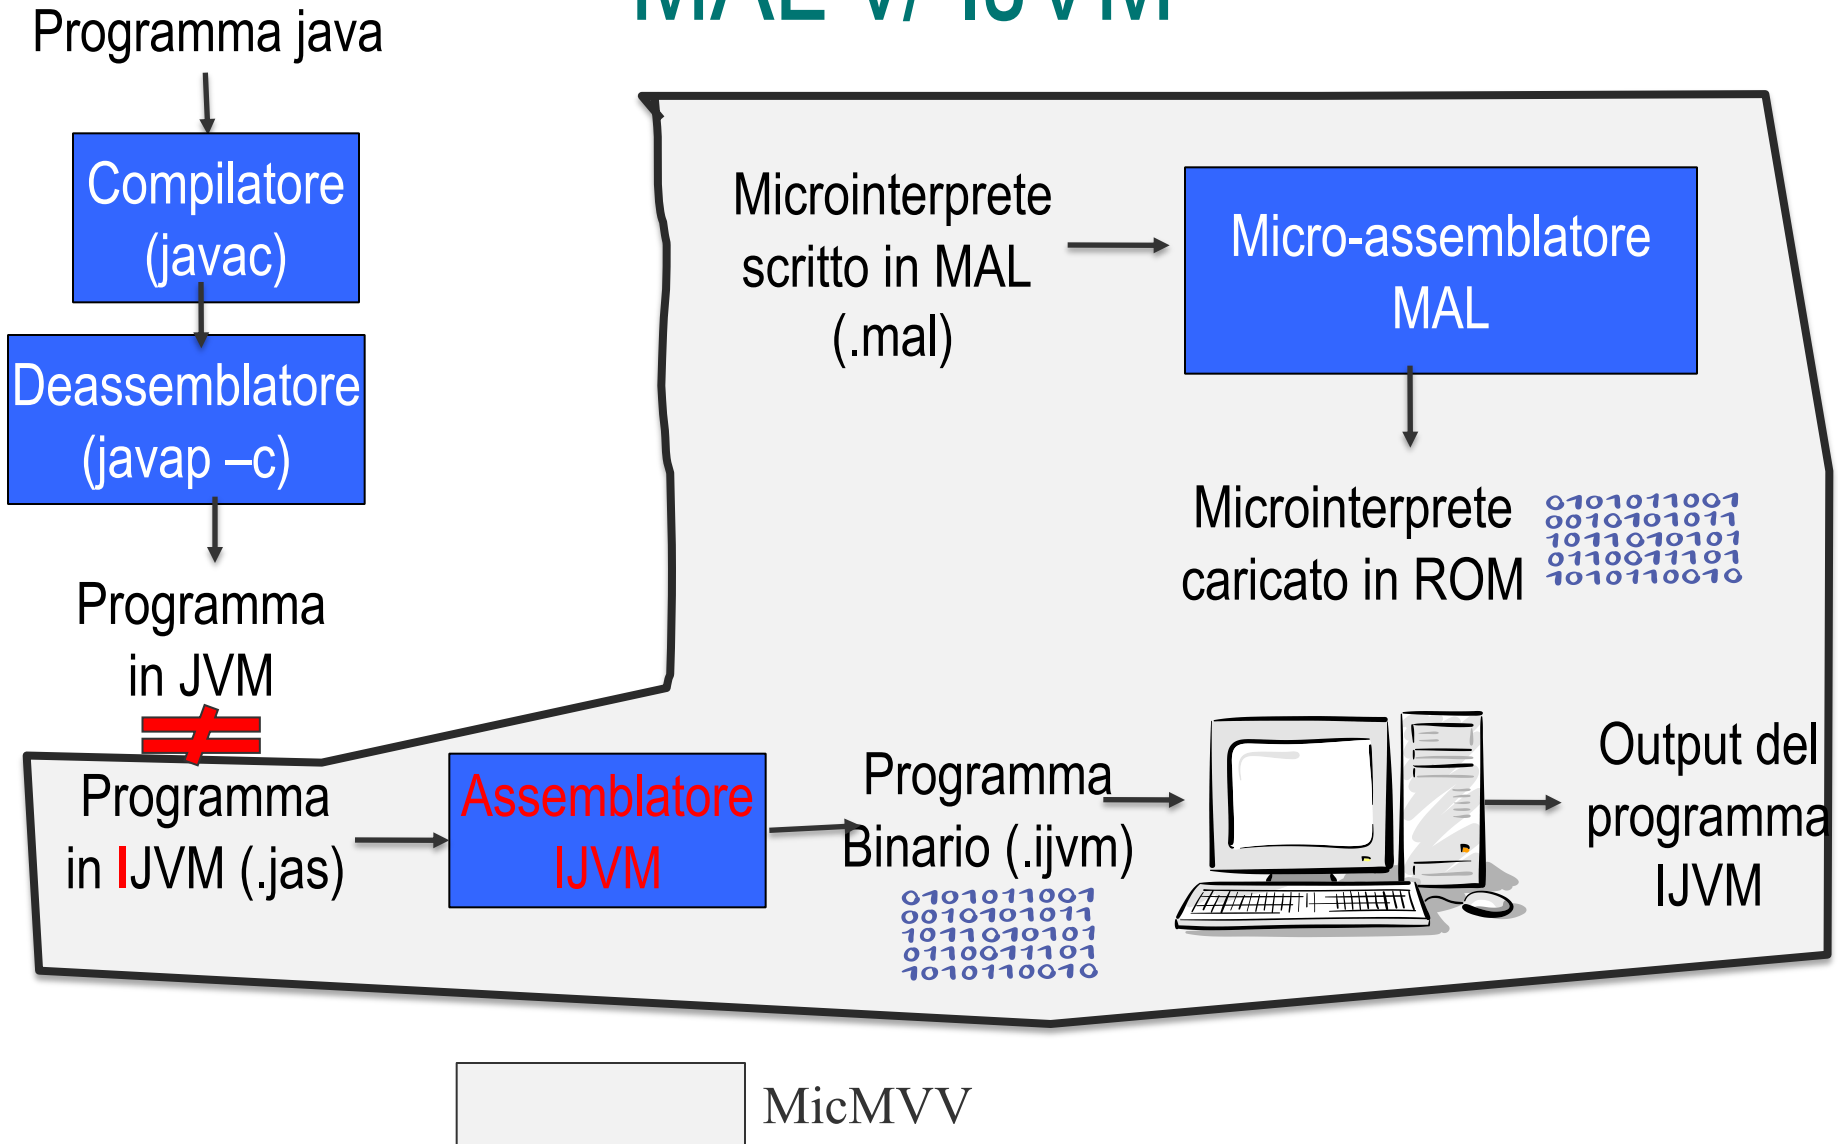 MAL V/ IJVM
Programma java
Compilatore
(javac)
Deassemblatore
(javap –c)
Programma
in JVM
Programma
in IJVM (.jas)
Assemblatore
IJVM
Programma
Binario (.ijvm)
0101011001
0010101011
1011010101
0110011101
1010110010
Microinterprete
scritto in MAL
(.mal)
Micro-assemblatore
MAL
Microinterprete
caricato in ROM
0101011001
0010101011
1011010101
0110011101
1010110010
Output del
programma
IJVM
MicMVV